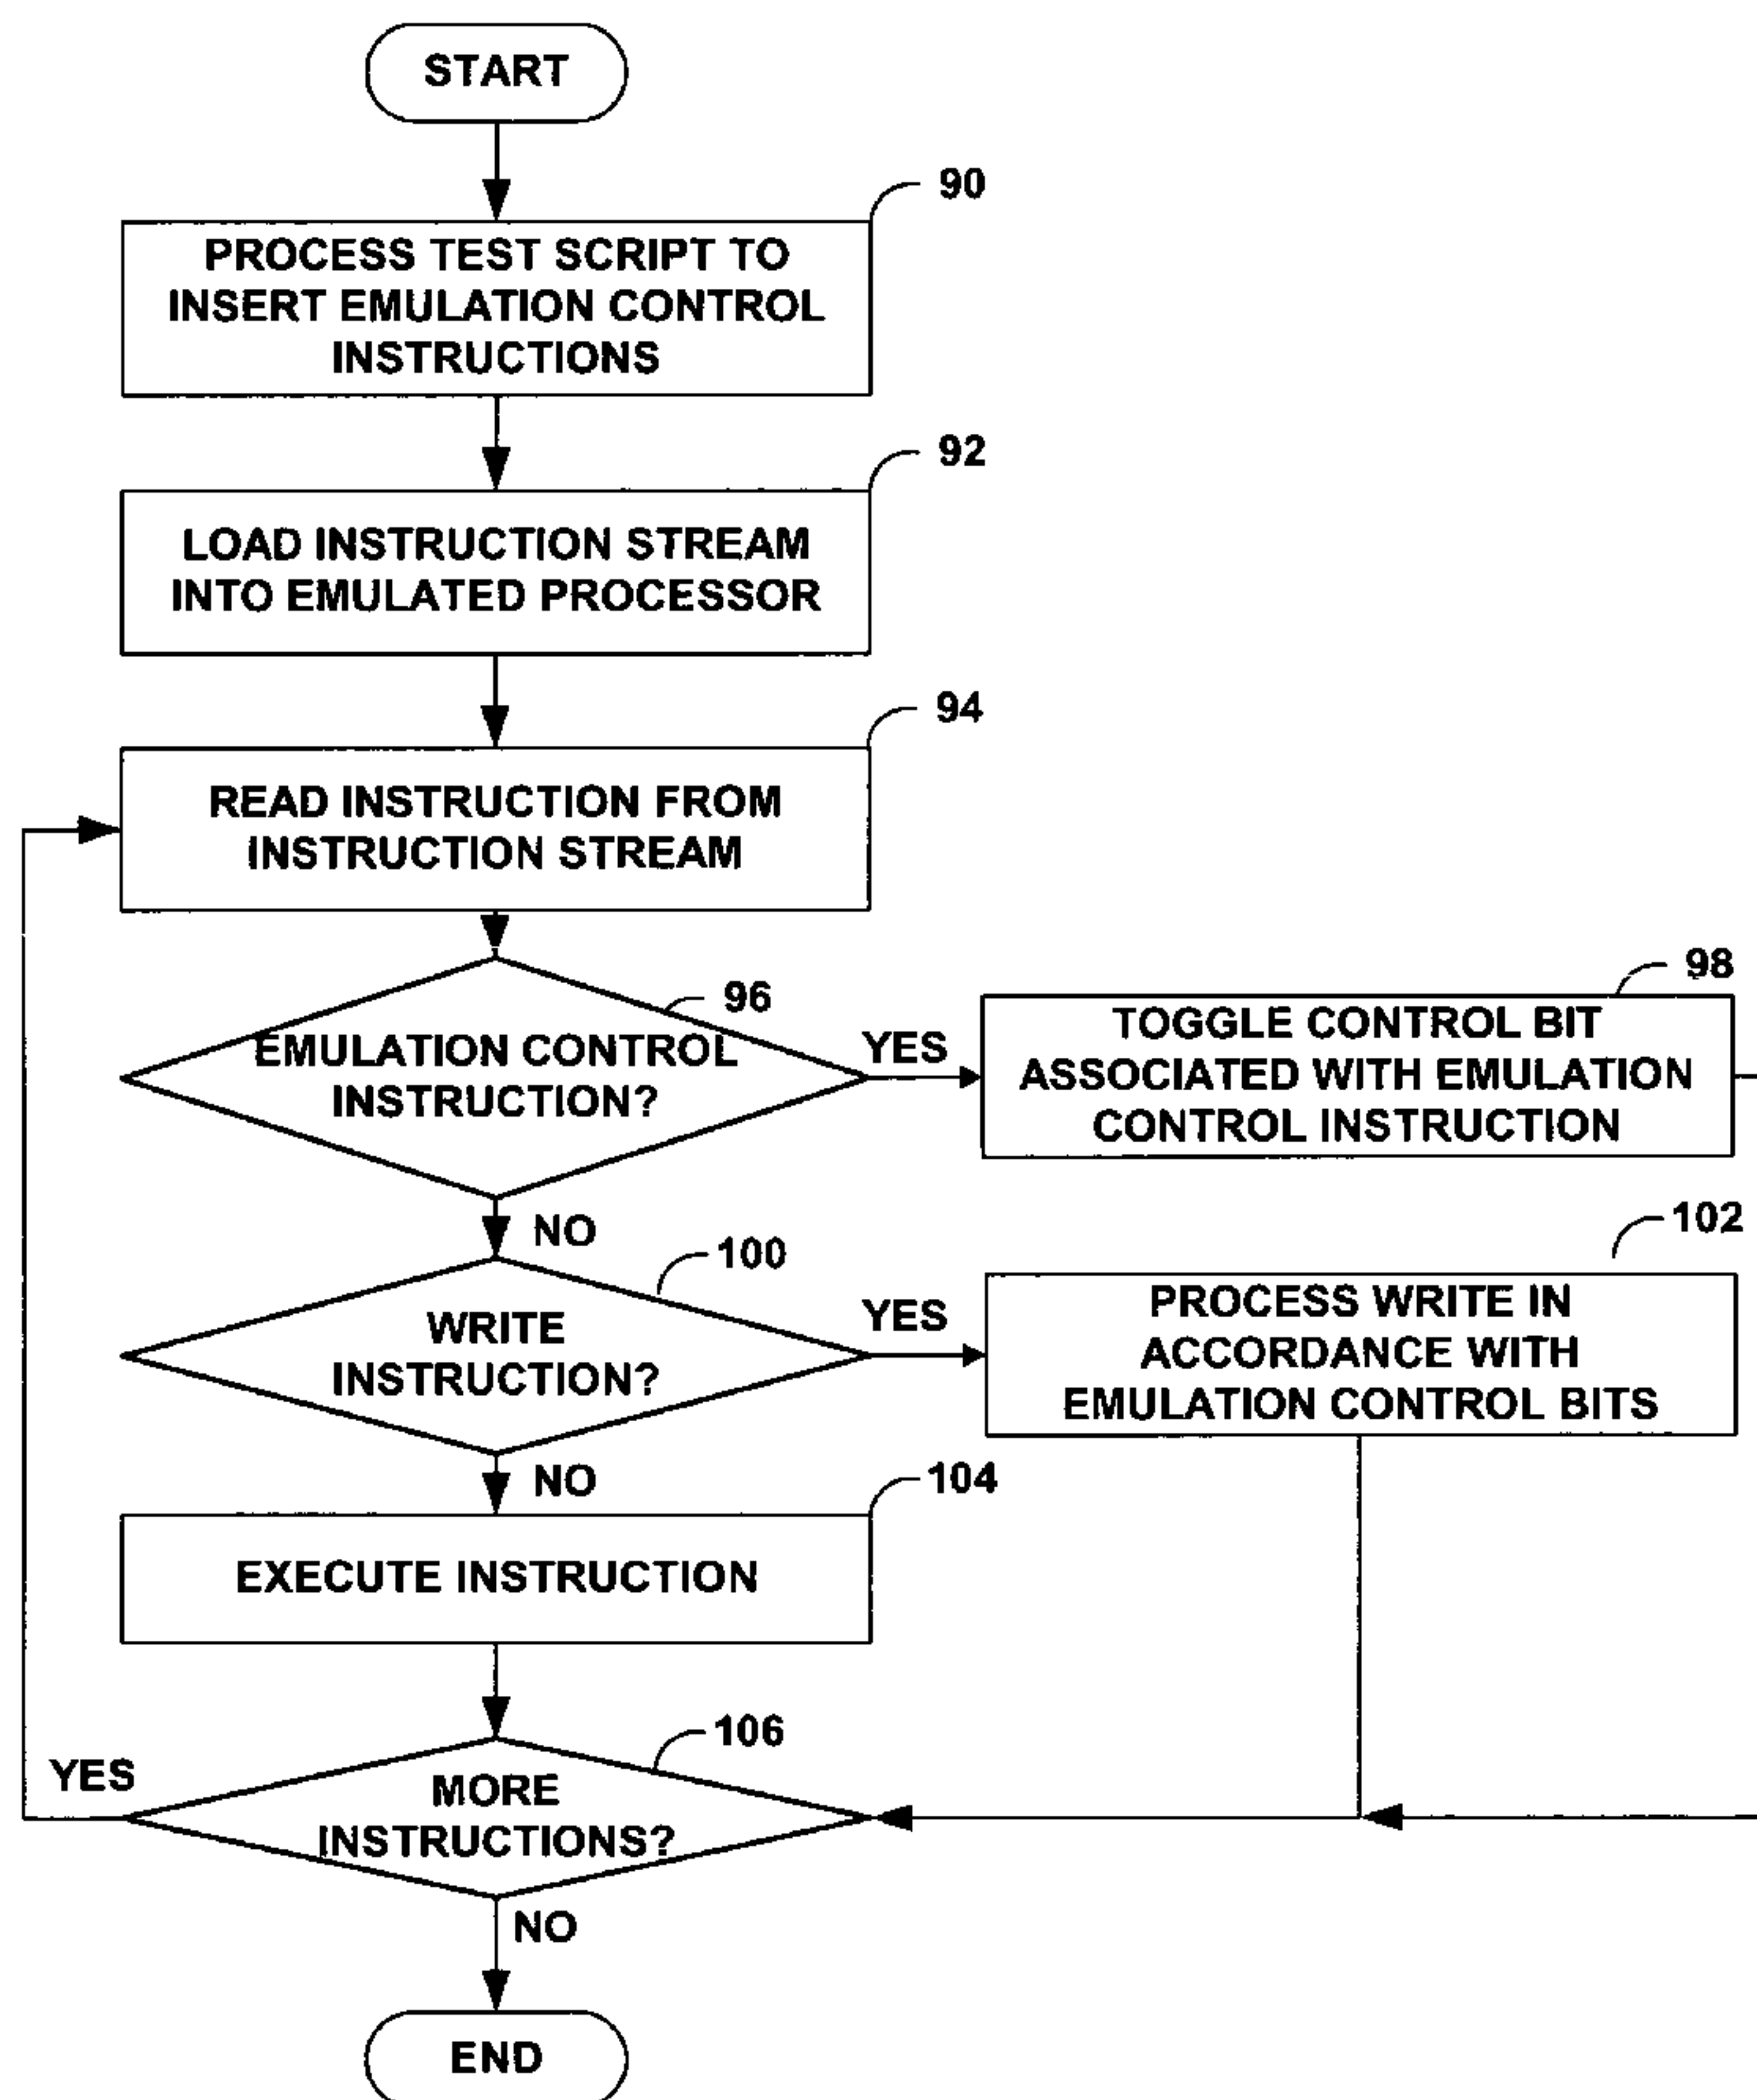 START
90
PROCESS TEST SCRIPT TO
INSERT EMULATION CONTROL
INSTRUCTIONS
92
LOAD INSTRUCTION STREAM
INTO EMULATED PROCESSOR
94
READ INSTRUCTION FROM
INSTRUCTION STREAM
96
EMULATION CONTROL
INSTRUCTION?
YES
98
TOGGLE CONTROL BIT
ASSOCIATED WITH EMULATION
CONTROL INSTRUCTION
NO
100
WRITE
INSTRUCTION?
YES
102
PROCESS WRITE IN
ACCORDANCE WITH
EMULATION CONTROL BITS
NO
104
EXECUTE INSTRUCTION
106
YES
MORE
INSTRUCTIONS?
NO
END